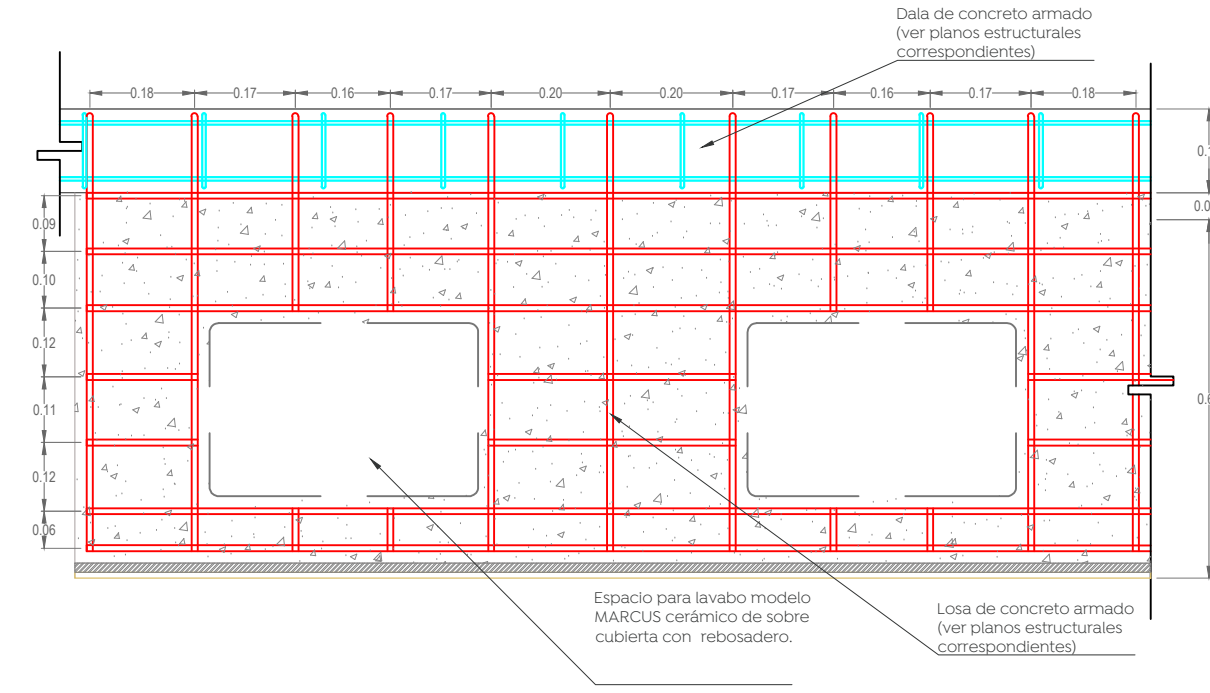 Dala de concreto armado
(ver planos estructurales
correspondientes)
0.18 0.17 0.16 0.17 0.20 0.20 0.17 0.16 0.17 0.18
0.09
0.10
0.12
0.11
0.12
0.06
Espacio para lavabo modelo
MARCUS cerámico de sobre
cubierta con rebosadero.
Losa de concreto armado
(ver planos estructurales
correspondientes)